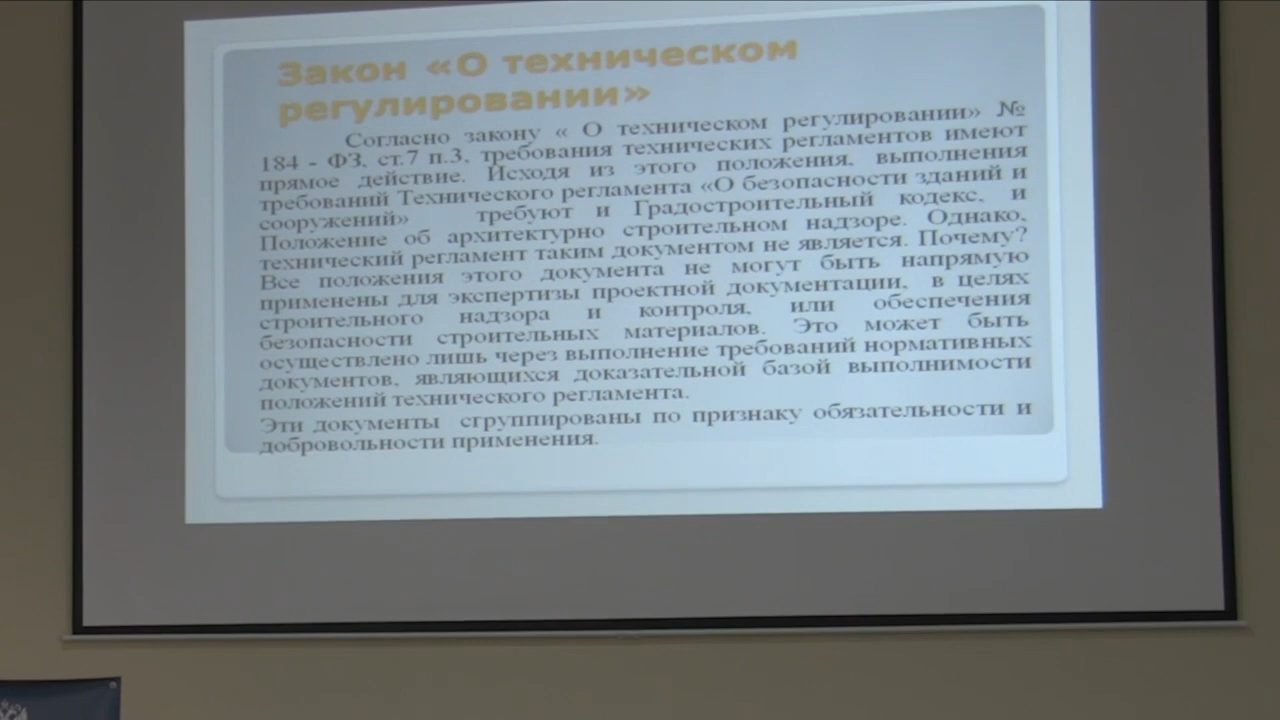 Закон «О техническом
регулировании»
Согласно закону « О техническом регулировании» №
184 - ФЗ, ст.7 п.3, требования технических регламентов имеют
прямое действие. Исходя из этого положения, выполнения
требований Технического регламента «О безопасности зданий и
сооружений» требуют и Градостроительный кодекс, и
Положение об архитектурно строительном надзоре. Однако,
технический регламент таким документом не является. Почему?
Все положения этого документа не могут быть напрямую
применены для экспертизы проектной документации, в целях
строительного надзора и контроля, или обеспечения
безопасности строительных материалов. Это может быть
осуществлено лишь через выполнение требований нормативных
документов, являющихся доказательной базой выполнимости
положений технического регламента.
Эти документы сгруппированы по признаку обязательности и
добровольности применения.